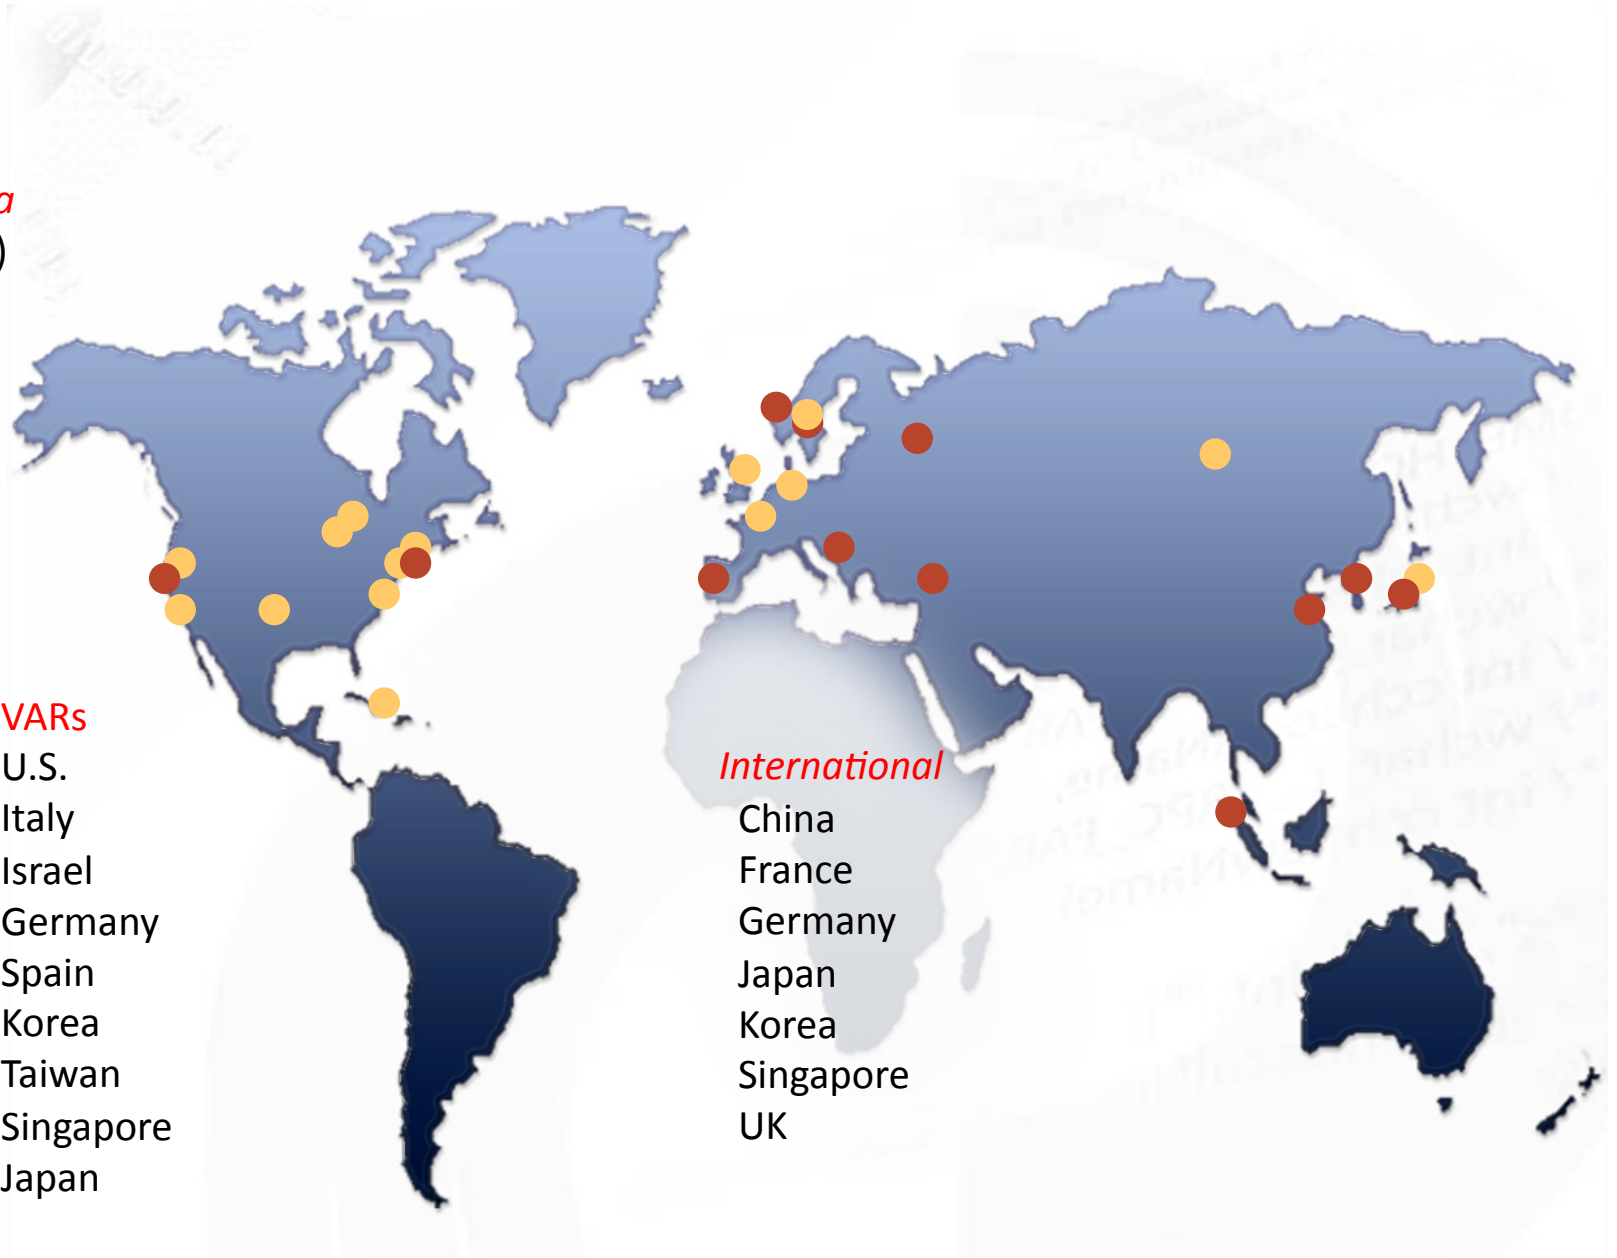 a
)
VARs
U.S.
Italy
Israel
Germany
Spain
Korea
Taiwan
Singapore
Japan
International
China
France
Germany
Japan
Korea
Singapore
UK